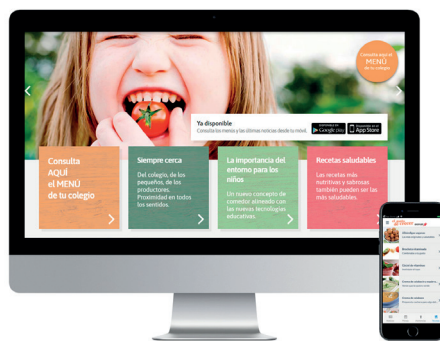 Consulta aquí el
MENÚ
de tu colegio
Ya disponible
Consulta los menús y las últimas noticias desde tu móvil.
Google play
App Store
Consulta
AQUÍ
el MENÚ
de tu colegio
Siempre cerca
Del colegio, de los
pequeños, de los
productores.
Proximidad en todos
los sentidos.
La importancia del
entorno para los
niños
Un nuevo concepto de
comedor alineado con
las nuevas tecnologías
educativas.
Recetas saludables
Las recetas más
nutritivas y sabrosas
también pueden ser las
más saludables.